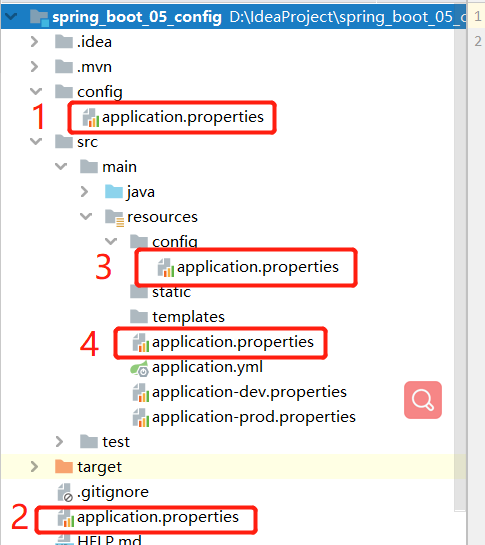 spring_boot_05_config D:\IdeaProject\spring_boot_05_c 1
.idea 2
.mvn
config
1 application.properties
src
main
java
resources
config
3 application.properties
static
templates
4 application.properties
application.yml
application-dev.properties
application-prod.properties
test
target
.gitignore
2 application.properties
HELP.md